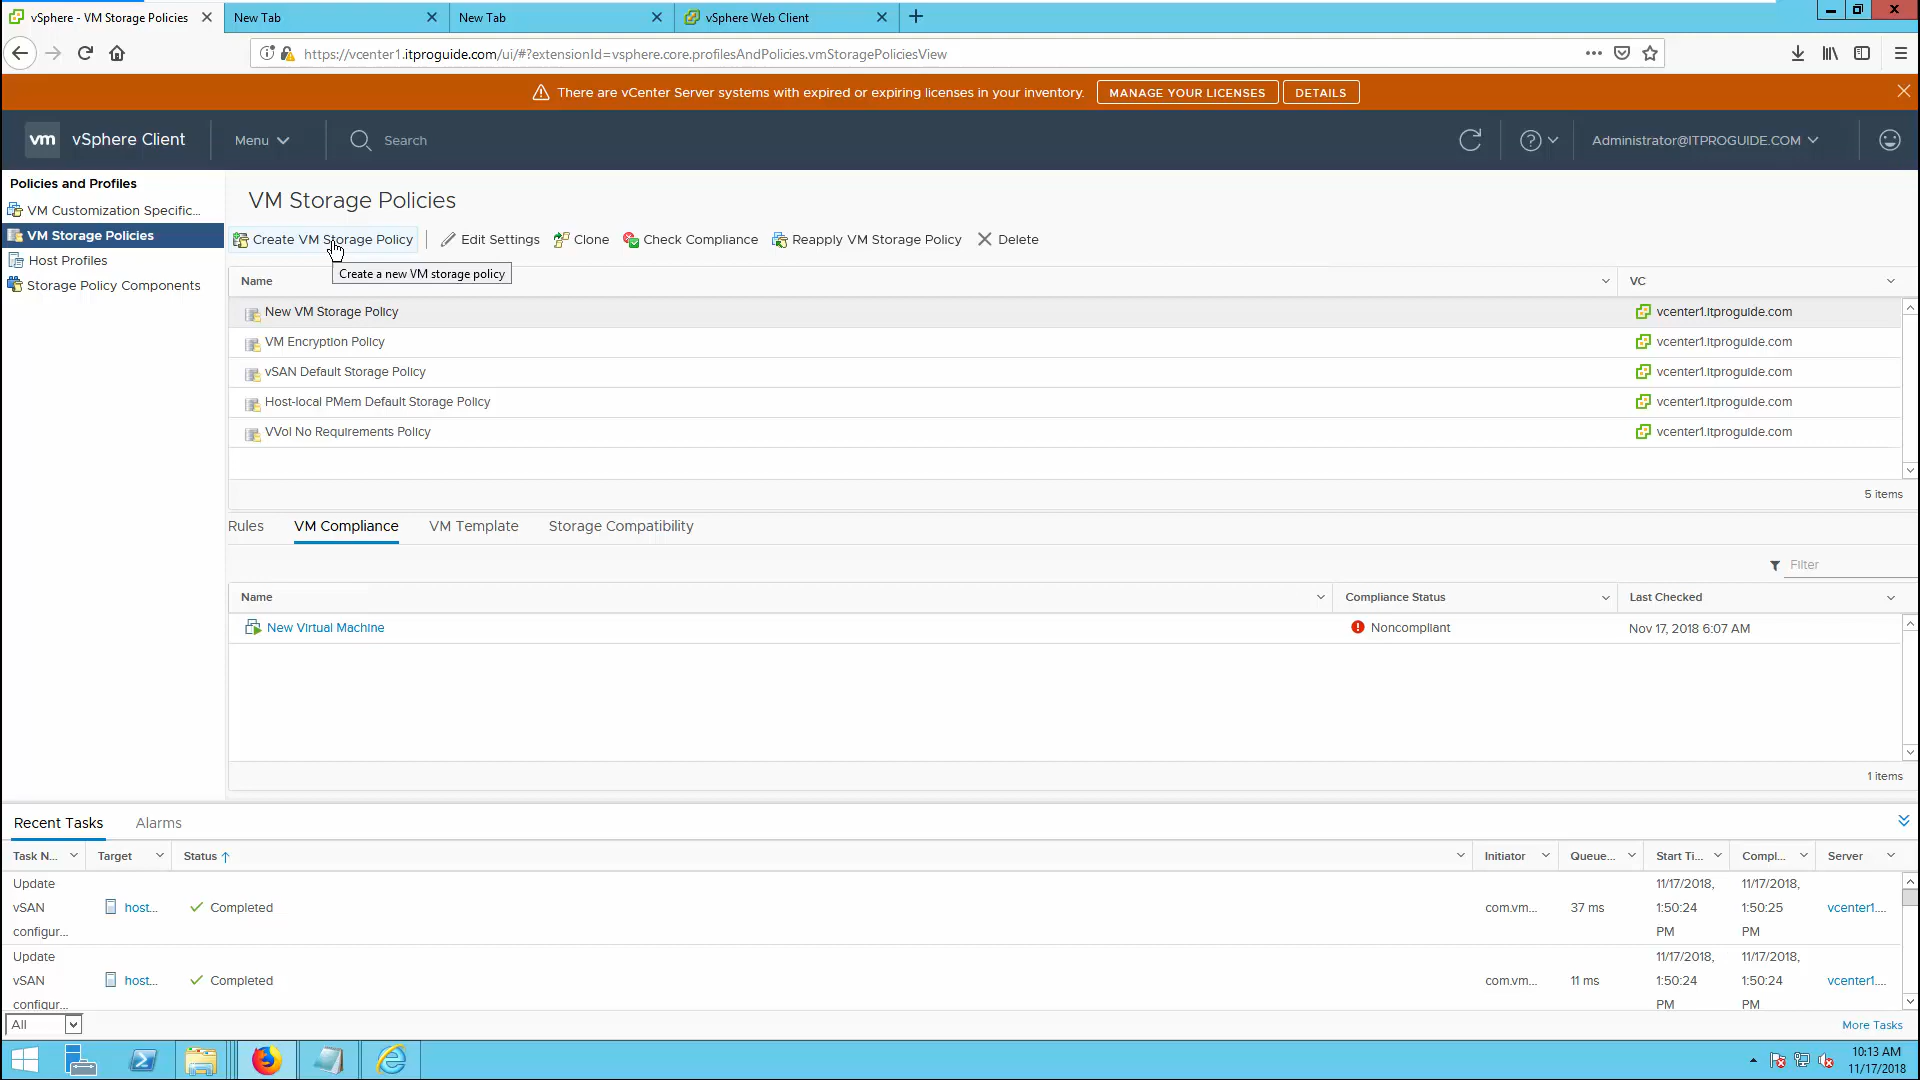 vSphere - VM Storage Policies
New Tab
New Tab
vSphere Web Client
https://vcenter1.itproguide.com/ui/#?extensionId=vsphere.core.profilesAndPolicies.vmStoragePoliciesView
There are vCenter Server systems with expired or expiring licenses in your inventory.
MANAGE YOUR LICENSES
DETAILS
vm
vSphere Client
Menu
Search
Administrator@ITPROGUIDE.COM
Policies and Profiles
VM Customization Specific...
VM Storage Policies
Host Profiles
Storage Policy Components
VM Storage Policies
Create VM Storage Policy
Edit Settings
Clone
Check Compliance
Reapply VM Storage Policy
Delete
Create a new VM storage policy
Name
VC
New VM Storage Policy
vcenter1.itproguide.com
VM Encryption Policy
vcenter1.itproguide.com
vSAN Default Storage Policy
vcenter1.itproguide.com
Host-local PMem Default Storage Policy
vcenter1.itproguide.com
VVol No Requirements Policy
vcenter1.itproguide.com
5 items
Rules
VM Compliance
VM Template
Storage Compatibility
Filter
Name
Compliance Status
Last Checked
New Virtual Machine
Noncompliant
Nov 17, 2018 6:07 AM
1 items
Recent Tasks
Alarms
Task N...
Target
Status
Initiator
Queue...
Start Ti...
Compl...
Server
Update
vSAN
configur...
host...
Completed
com.vm...
37 ms
11/17/2018,
1:50:24
PM
11/17/2018,
1:50:25
PM
vcenter1....
Update
vSAN
configur...
host...
Completed
com.vm...
11 ms
11/17/2018,
1:50:24
PM
11/17/2018,
1:50:24
PM
vcenter1....
All
More Tasks
10:13 AM
11/17/2018